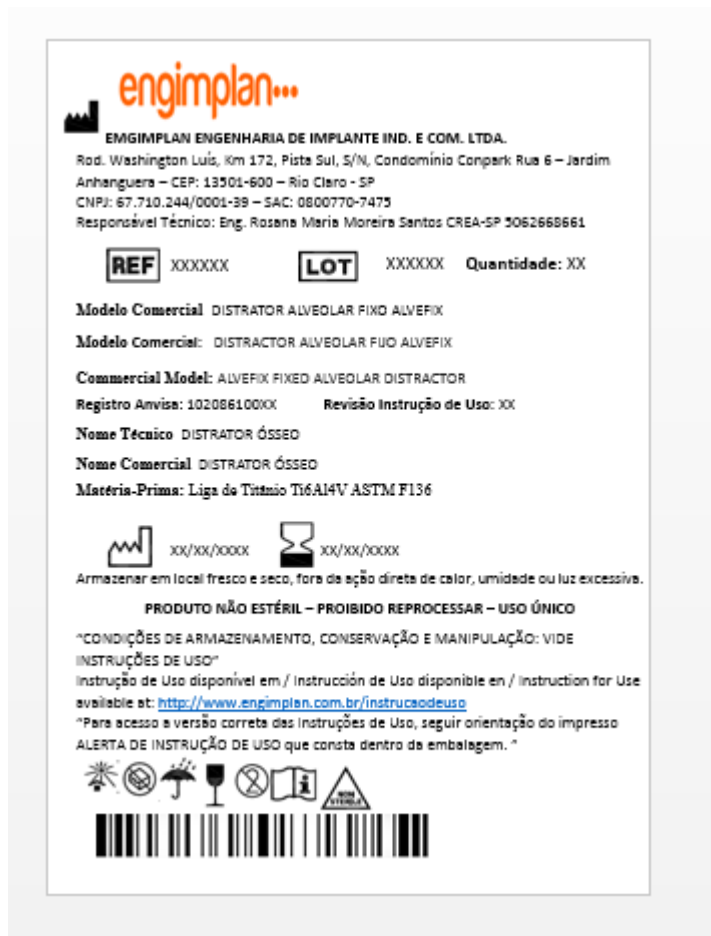 engimplan
EMGIMPLAN ENGENHARIA DE IMPLANTE IND. E COM. LTDA.
Rod. Washington Luís, Km 172, Pista Sul, S/N, Condomínio Conpark Rua 6 – Jardim
Anhanguera – CEP: 13501-600 – Rio Claro - SP
CNPJ: 67.710.244/0001-39 – SAC: 0800770-7475
Responsável Técnico: Eng. Rosana Maria Moreira Santos CREA-SP 5062668661
REF XXXXXX LOT XXXXXX Quantidade: XX
Modelo Comercial DISTRATOR ALVEOLAR FIXO ALVEFIX
Modelo Comercial: DISTRACTOR ALVEOLAR FIJO ALVEFIX
Commercial Model: ALVEFIX FIXED ALVEOLAR DISTRACTOR
Registro Anvisa: 102086100XX Revisão Instrução de Uso: XX
Nome Técnico DISTRATOR ÓSSEO
Nome Comercial DISTRATOR ÓSSEO
Matéria-Prima: Liga de Titânio Ti6Al4V ASTM F136
xx/xx/xxxx xx/xx/xxxx
Armazenar em local fresco e seco, fora da ação direta de calor, umidade ou luz excessiva.
PRODUTO NÃO ESTÉRIL – PROIBIDO REPROCESSAR – USO ÚNICO
"CONDIÇÕES DE ARMAZENAMENTO, CONSERVAÇÃO E MANIPULAÇÃO: VIDE
INSTRUÇÕES DE USO"
Instrução de Uso disponível em / Instrucción de Uso disponible en / Instruction for Use
available at: http://www.engimplan.com.br/instrucaodeuso
"Para acesso a versão correta das Instruções de Uso, seguir orientação do impresso
ALERTA DE INSTRUÇÃO DE USO que consta dentro da embalagem. "
NON
STERILE